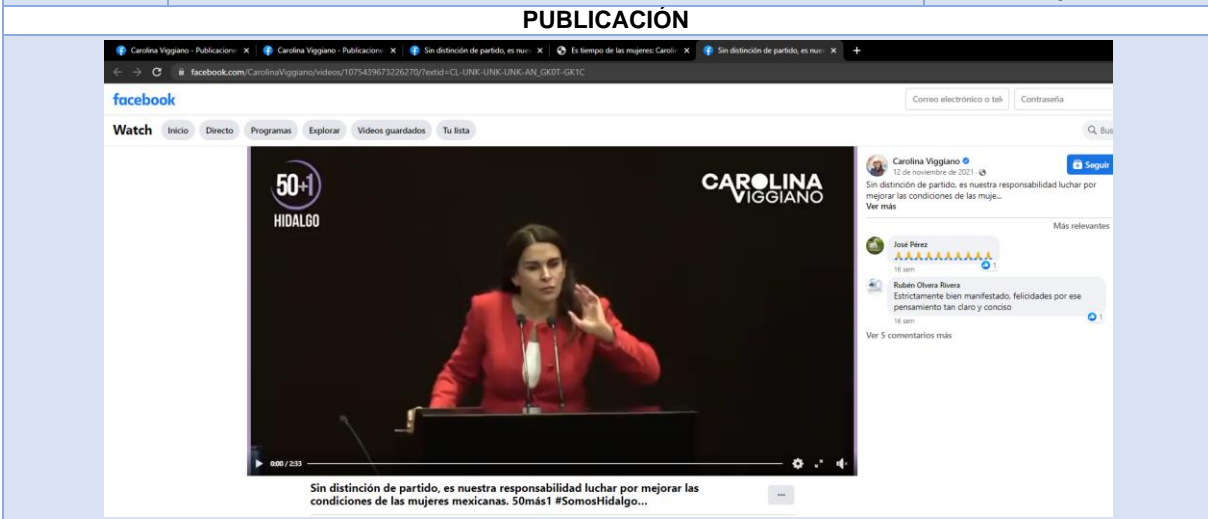 PUBLICACIÓN
Carolina Viggiano - Publicacione
Carolina Viggiano - Publicacione
Sin distinción de partido, es nue
Es tiempo de las mujeres: Carolin
Sin distinción de partido, es nue
facebook.com/CarolinaViggiano/videos/1075439673226270/?extid=CL-UNK-UNK-UNK-AN_GK0T-GK1C
facebook
Correo electrónico o tel
Contraseña
Watch Inicio Directo Programas Explorar Videos guardados Tu lista
Bus
50+1
HIDALGO
CAROLINA
VIGGIANO
Carolina Viggiano
12 de noviembre de 2021 ·
Seguir
Sin distinción de partido, es nuestra responsabilidad luchar por
mejorar las condiciones de las muje...
Ver más
Más relevantes
José Pérez
🙏🙏🙏🙏🙏🙏🙏🙏🙏🙏
16 sem
1
Rubén Olvera Rivera
Estrictamente bien manifestado, felicidades por ese
pensamiento tan claro y conciso
16 sem
1
Ver 5 comentarios más
0:00 / 2:33
Sin distinción de partido, es nuestra responsabilidad luchar por mejorar las
condiciones de las mujeres mexicanas. 50más1 #SomosHidalgo...